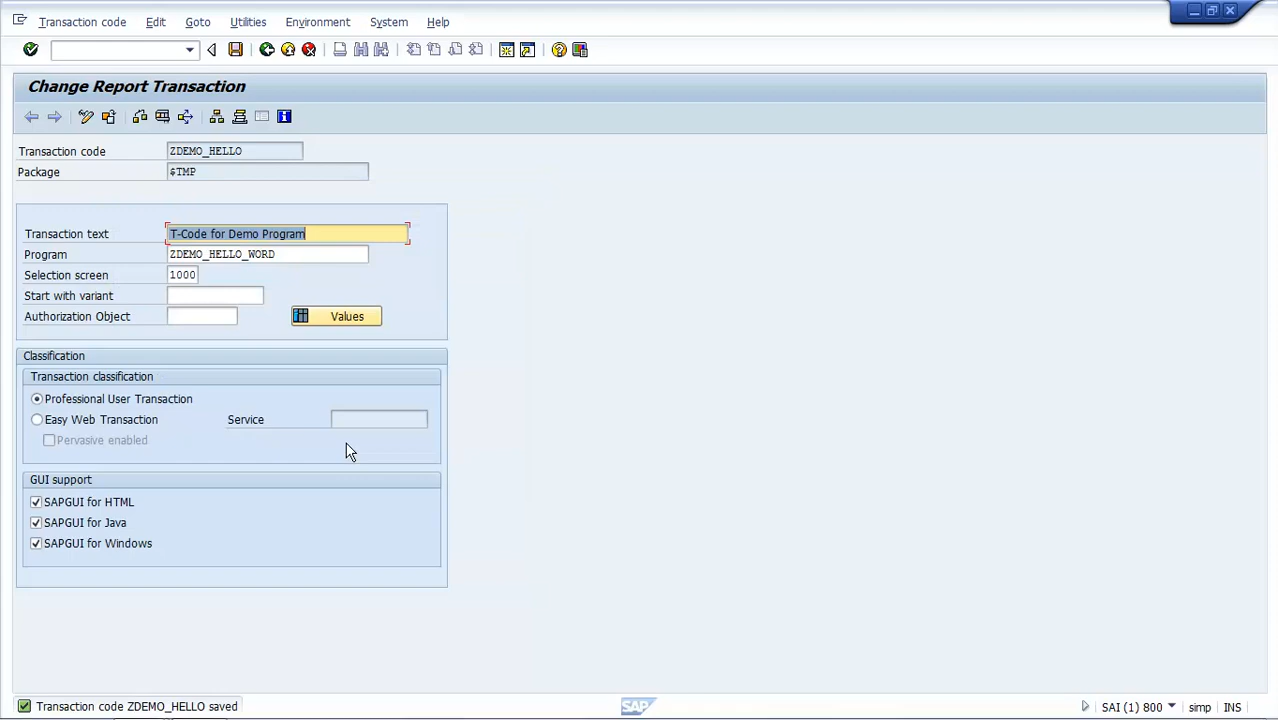 Transaction code Edit Goto Utilities Environment System Help
Change Report Transaction
Transaction code ZDEMO_HELLO
Package $TMP
Transaction text T-Code for Demo Program
Program ZDEMO_HELLO_WORD
Selection screen 1000
Start with variant
Authorization Object Values
Classification
Transaction classification
Professional User Transaction
Easy Web Transaction Service
Pervasive enabled
GUI support
SAPGUI for HTML
SAPGUI for Java
SAPGUI for Windows
Transaction code ZDEMO_HELLO saved SAP SAI (1) 800 simp INS